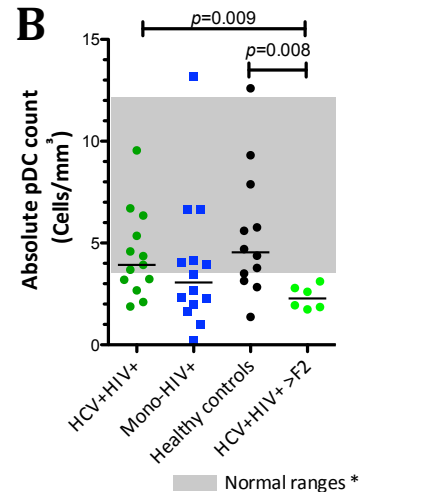 B
p=0.009
p=0.008
15
10
5
0
Absolute pDC count
(Cells/mm³)
HCV+HIV+
Mono-HIV+
Healthy controls
HCV+HIV+ >F2
Normal ranges *